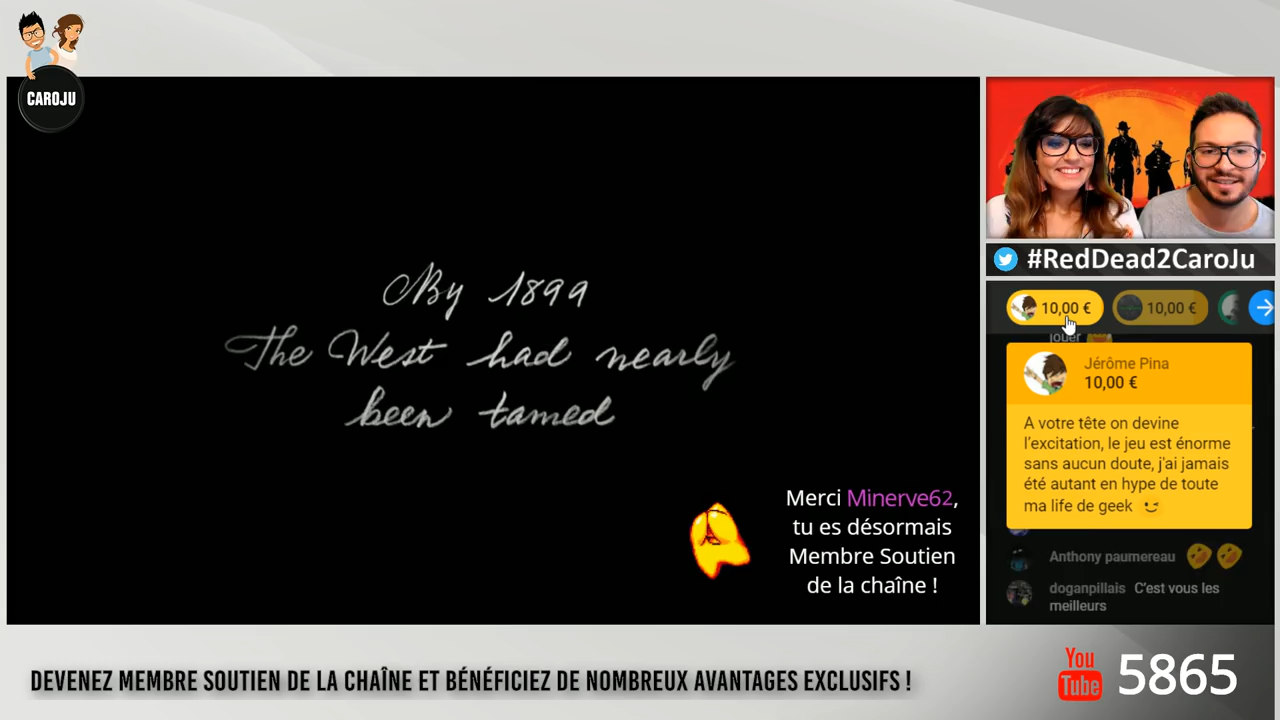 CAROJU
By 1899
The West had nearly
been tamed
Merci Minerve62,
tu es désormais
Membre Soutien
de la chaîne !
#RedDead2CaroJu
10,00 €
10,00 €
jouer
Jérôme Pina
10,00 €
A votre tête on devine
l'excitation, le jeu est énorme
sans aucun doute, j'ai jamais
été autant en hype de toute
ma life de geek
Anthony paumereau
doganpillais C'est vous les
meilleurs
DEVENEZ MEMBRE SOUTIEN DE LA CHAÎNE ET BÉNÉFICIEZ DE NOMBREUX AVANTAGES EXCLUSIFS !
You
Tube
5865